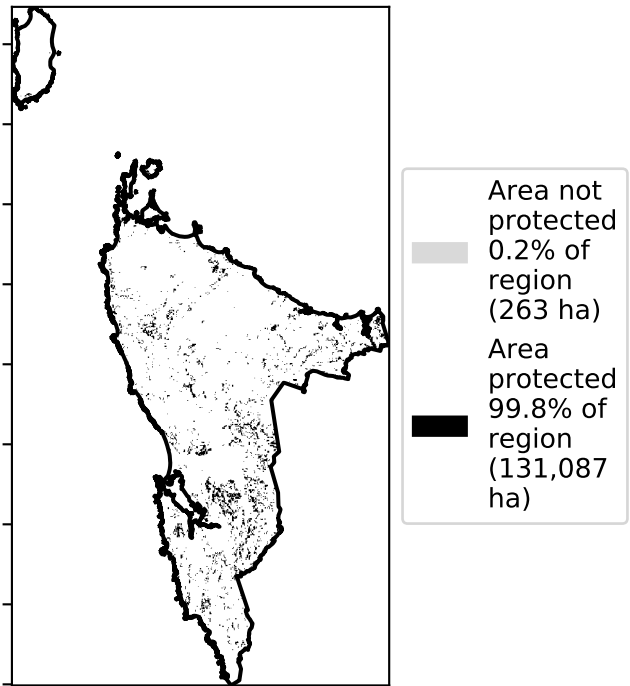 Area not
protected
0.2% of
region
(263 ha)
Area
protected
99.8% of
region
(131,087
ha)